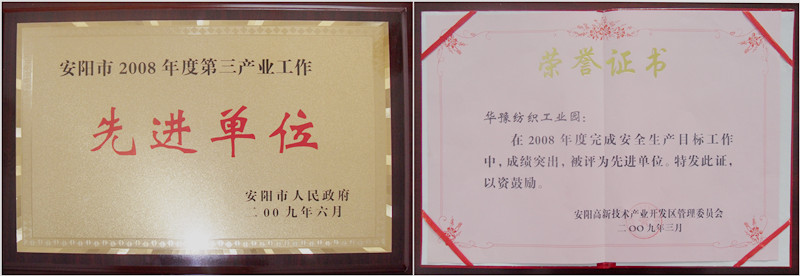 安阳市2008年度第三产业工作
先进单位
安阳市人民政府
二00九年六月
荣誉证书
华豫纺织工业园：
在2008年度完成安全生产目标工作
中，成绩突出，被评为先进单位。特发此证，
以资鼓励。
安阳高新技术产业开发区管理委员会
二OO九年三月